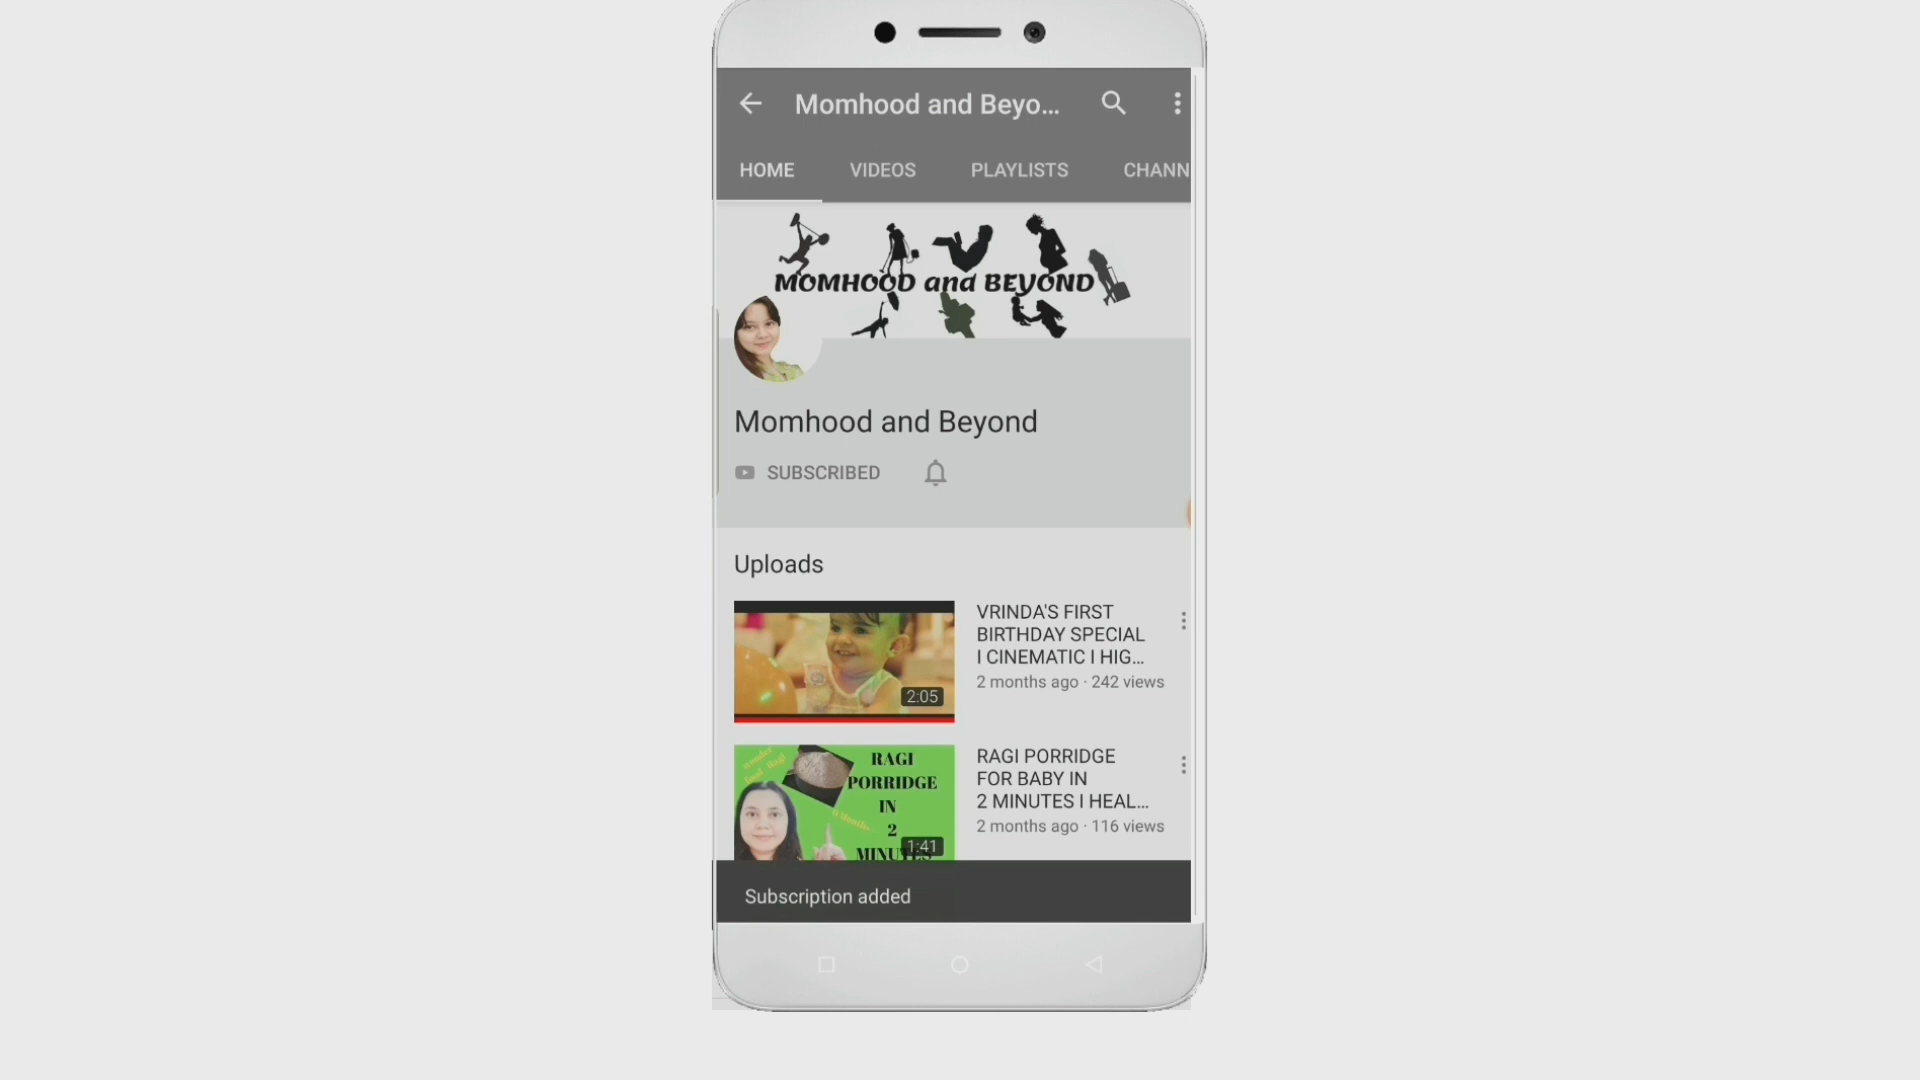 Momhood and Beyo...
HOME VIDEOS PLAYLISTS CHANN
MOMHOOD and BEYOND
Momhood and Beyond
SUBSCRIBED
Uploads
2:05
VRINDA'S FIRST
BIRTHDAY SPECIAL
I CINEMATIC I HIG...
2 months ago · 242 views
RAGI
PORRIDGE
IN
2
MINUTES
1:41
RAGI PORRIDGE
FOR BABY IN
2 MINUTES I HEAL...
2 months ago · 116 views
Subscription added